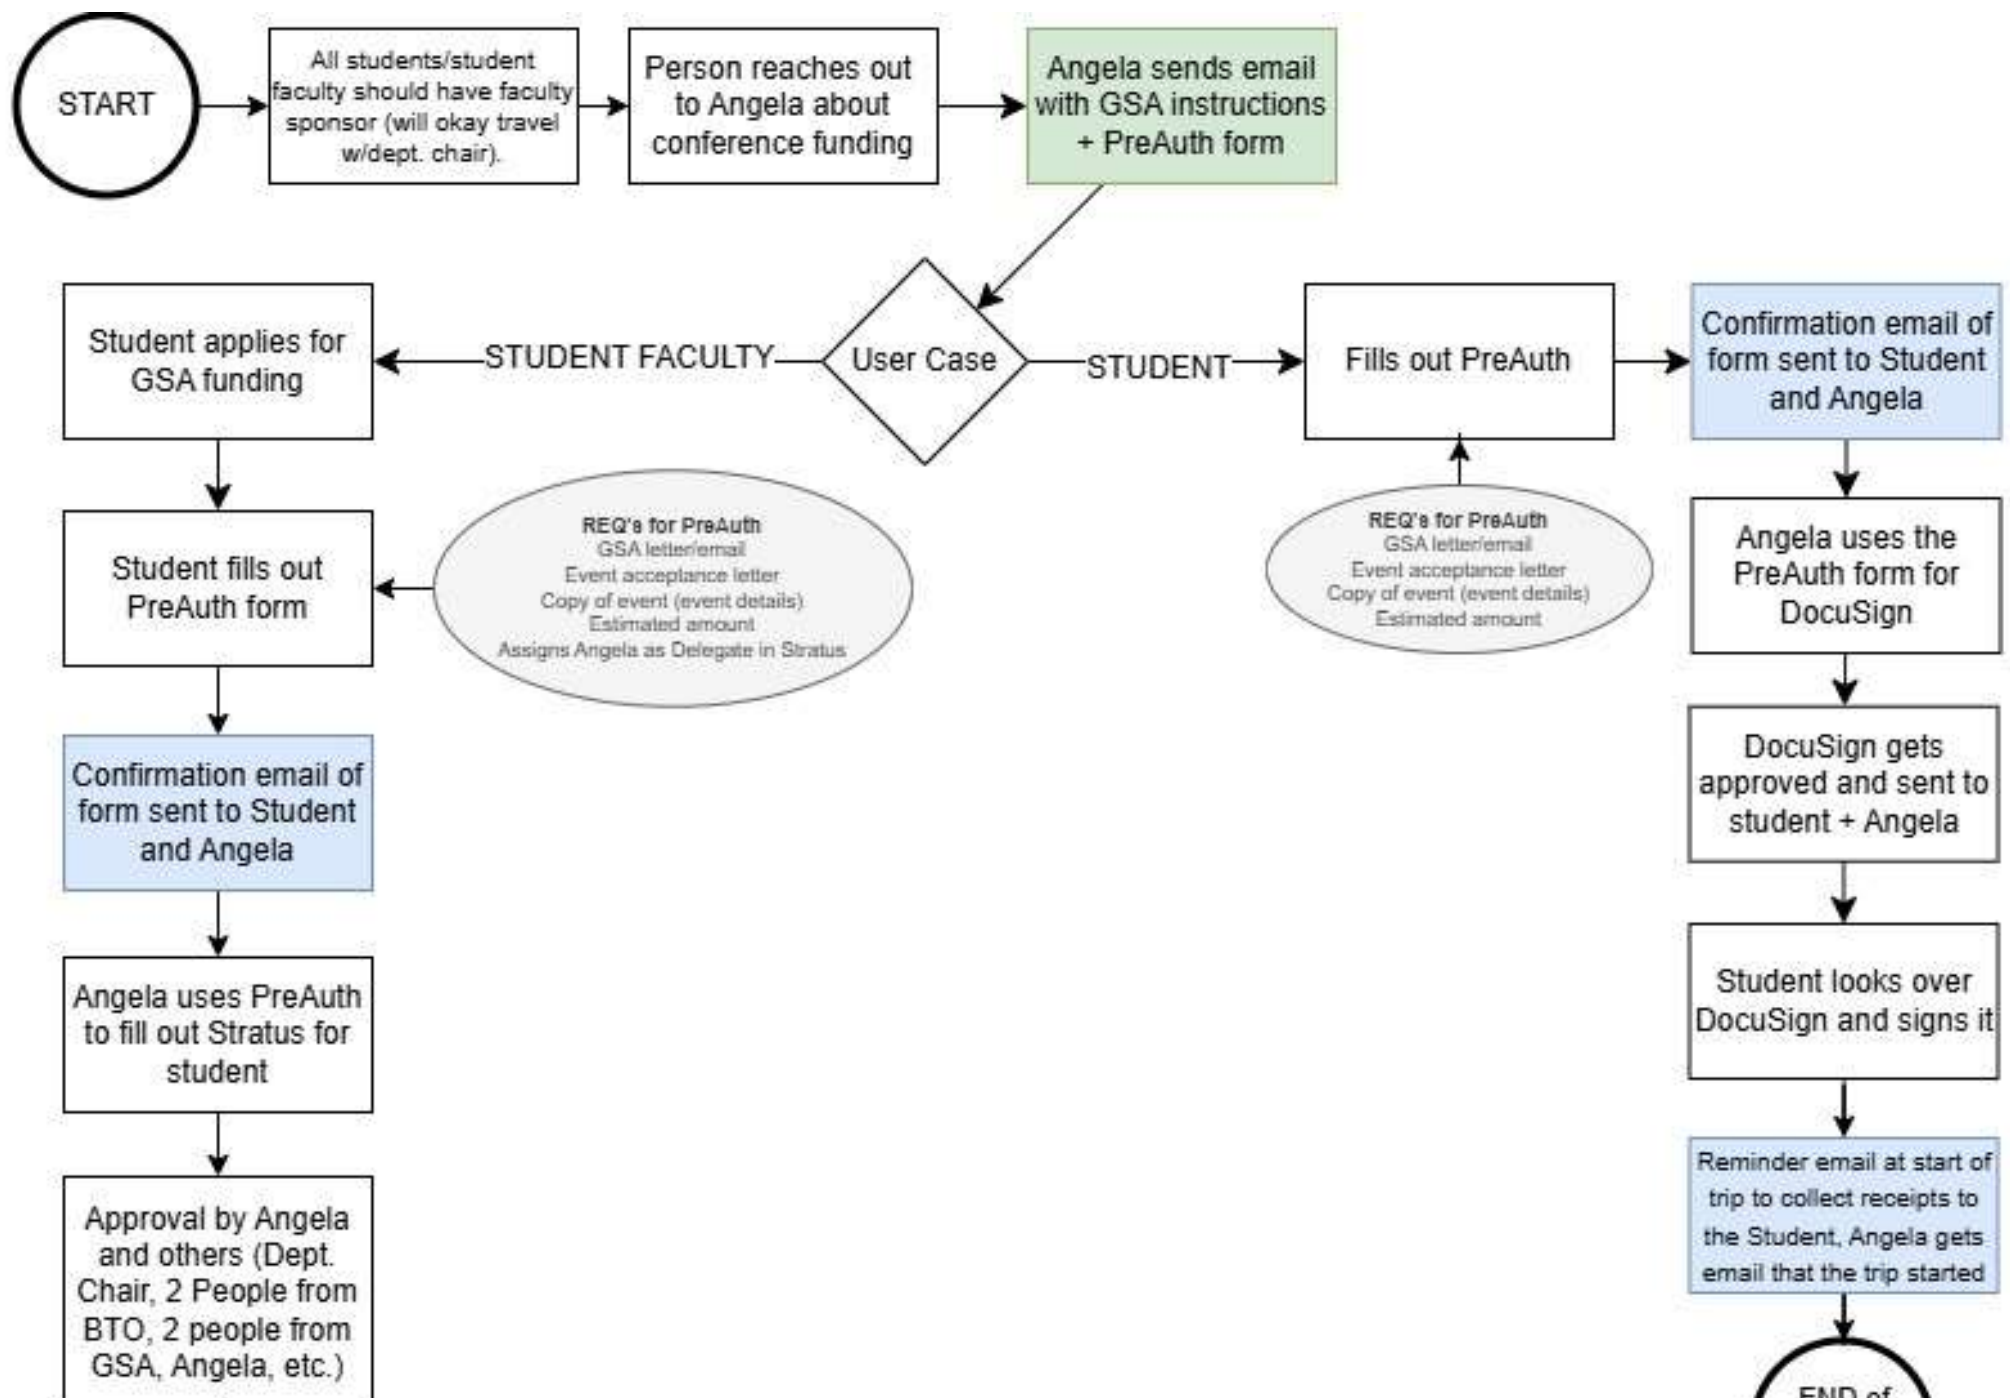 START
All students/student
faculty should have faculty
sponsor (will okay travel
w/dept. chair).
Person reaches out
to Angela about
conference funding
Angela sends email
with GSA instructions
+ PreAuth form
Student applies for
GSA funding
STUDENT FACULTY
User Case
STUDENT
Fills out PreAuth
Confirmation email of
form sent to Student
and Angela
Student fills out
PreAuth form
REQ's for PreAuth
GSA letter/email
Event acceptance letter
Copy of event (event details)
Estimated amount
Assigns Angela as Delegate in Stratus
REQ's for PreAuth
GSA letter/email
Event acceptance letter
Copy of event (event details)
Estimated amount
Angela uses the
PreAuth form for
DocuSign
Confirmation email of
form sent to Student
and Angela
DocuSign gets
approved and sent to
student + Angela
Angela uses PreAuth
to fill out Stratus for
student
Student looks over
DocuSign and signs it
Approval by Angela
and others (Dept.
Chair, 2 People from
BTO, 2 people from
GSA, Angela, etc.)
Reminder email at start of
trip to collect receipts to
the Student, Angela gets
email that the trip started
END of